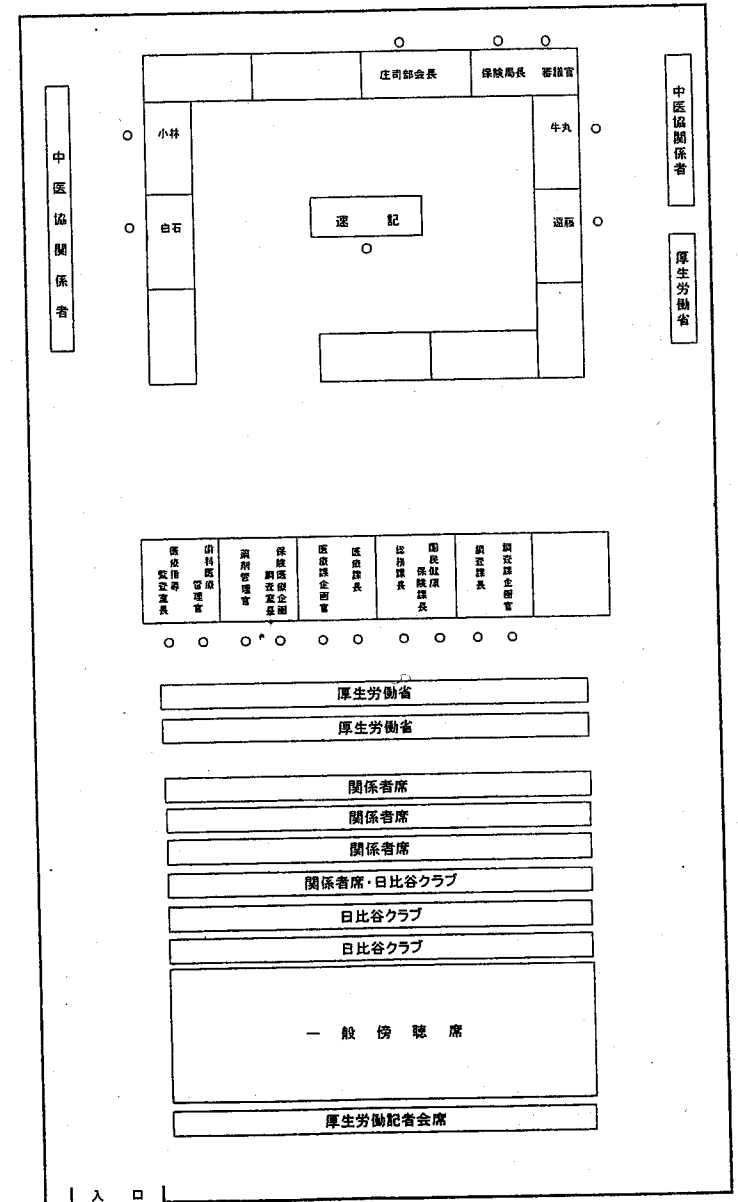 庄司部会長
保険局長
審議官
中医協関係者
小林
牛丸
中医協関係者
速 記
白石
遠藤
厚生労働省
医療指導監査室長
歯科医療管理官
薬剤管理官
保険医療企画調査室長
医療課企画官
医療課長
総務課長
国民健康保険課長
調査課長
調査課企画官
厚生労働省
厚生労働省
関係者席
関係者席
関係者席
関係者席・日比谷クラブ
日比谷クラブ
日比谷クラブ
一 般 傍 聴 席
厚生労働記者会席
入 口